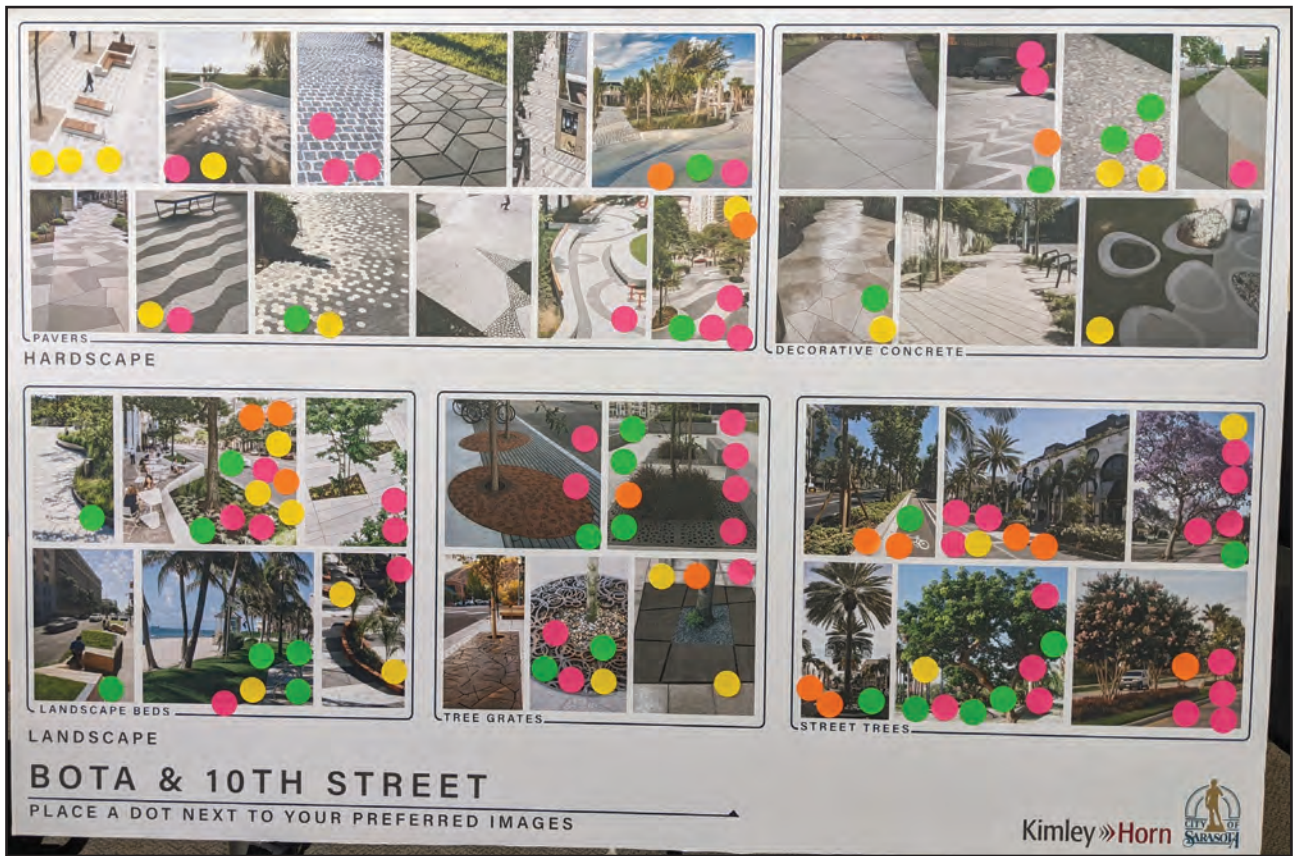 PAVERS
HARDSCAPE
DECORATIVE CONCRETE
LANDSCAPE BEDS
TREE GRATES
STREET TREES
LANDSCAPE
BOTA & 10TH STREET
PLACE A DOT NEXT TO YOUR PREFERRED IMAGES
Kimley»Horn
CITY OF
SARASOTA